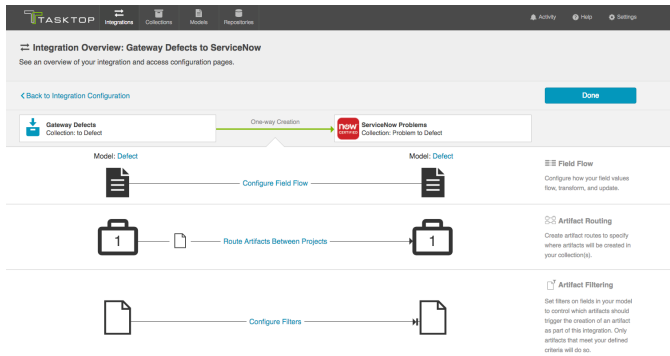 TASKTOP
Integrations
Collections
Models
Repositories
Activity
Help
Settings
Integration Overview: Gateway Defects to ServiceNow
See an overview of your integration and access configuration pages.
Back to Integration Configuration
Done
Gateway Defects
Collection: to Defect
One-way Creation
now
ServiceNow Problems
Collection: Problem to Defect
Model: Defect
Model: Defect
Configure Field Flow
Field Flow
Configure how your field values
flow, transform, and update.
1
Route Artifacts Between Projects
1
Artifact Routing
Create artifact routes to specify
where artifacts will be created in
your collection(s).
Configure Filters
Artifact Filtering
Set filters on fields in your model
to control which artifacts should
trigger the creation of an artifact
as part of this integration. Only
artifacts that meet your defined
criteria will do so.